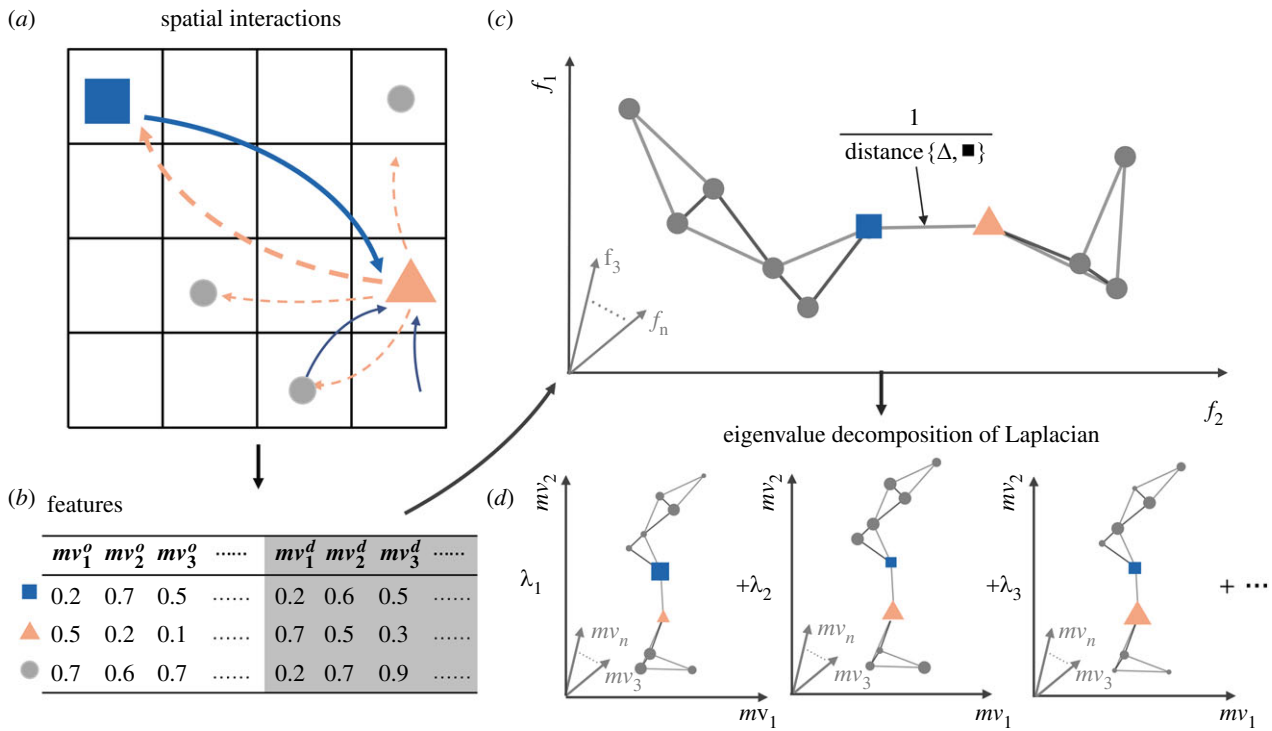 (a)
spatial interactions
(b) features
mv₁ᵒ mv₂ᵒ mv₃ᵒ ...... mv₁ᵈ mv₂ᵈ mv₃ᵈ ......
0.2 0.7 0.5 ...... 0.2 0.6 0.5 ......
0.5 0.2 0.1 ...... 0.7 0.5 0.3 ......
0.7 0.6 0.7 ...... 0.2 0.7 0.9 ......
(c)
f₁
1
distance {Δ, ■}
f₃
fₙ
f₂
eigenvalue decomposition of Laplacian
(d)
mv₂
λ₁
mvₙ
mv₃
mv₁
mv₂
+λ₂
mvₙ
mv₃
mv₁
mv₂
+λ₃
mvₙ
mv₃
mv₁
+ ...